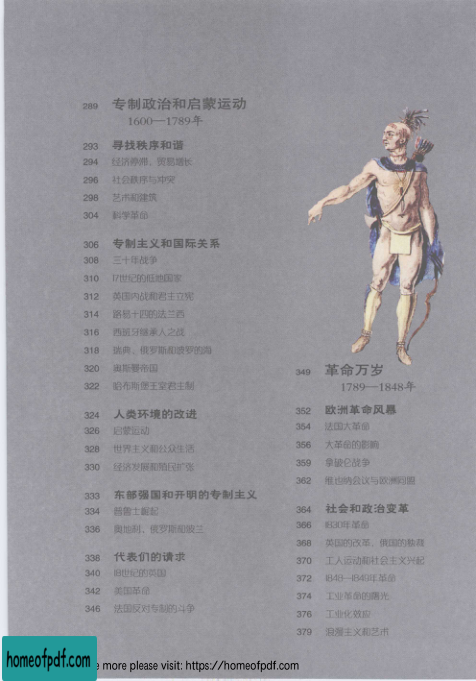 289 专制政治和启蒙运动
1600—1789年
293 寻找秩序和谐
294 经济停滞，贸易增长
296 社会秩序与冲突
298 艺术和建筑
304 科学革命
306 专制主义和国际关系
308 三十年战争
310 17世纪的低地国家
312 英国内战和君主立宪
314 路易十四的法兰西
316 西班牙继承人之战
318 瑞典、俄罗斯和波罗的海
320 奥斯曼帝国
322 哈布斯堡王室君主制
324 人类环境的改进
326 启蒙运动
328 世界主义和公众生活
330 经济发展和殖民扩张
333 东部强国和开明的专制主义
334 普鲁士崛起
336 奥地利、俄罗斯和波兰
338 代表们的请求
340 18世纪的英国
342 美国革命
346 法国反对专制的斗争
349 革命万岁
1789—1848年
352 欧洲革命风暴
354 法国大革命
356 大革命的影响
359 拿破仑战争
362 维也纳会议与欧洲同盟
364 社会和政治变革
366 1830年革命
368 英国的改革，俄国的
370 工人运动和社会主义兴起
372 1848—1849年革命
374 工业革命的曙光
376 工业化效应
379 浪漫主义和艺术
homeofpdf.com
e more please visit: https://homeofpdf.com